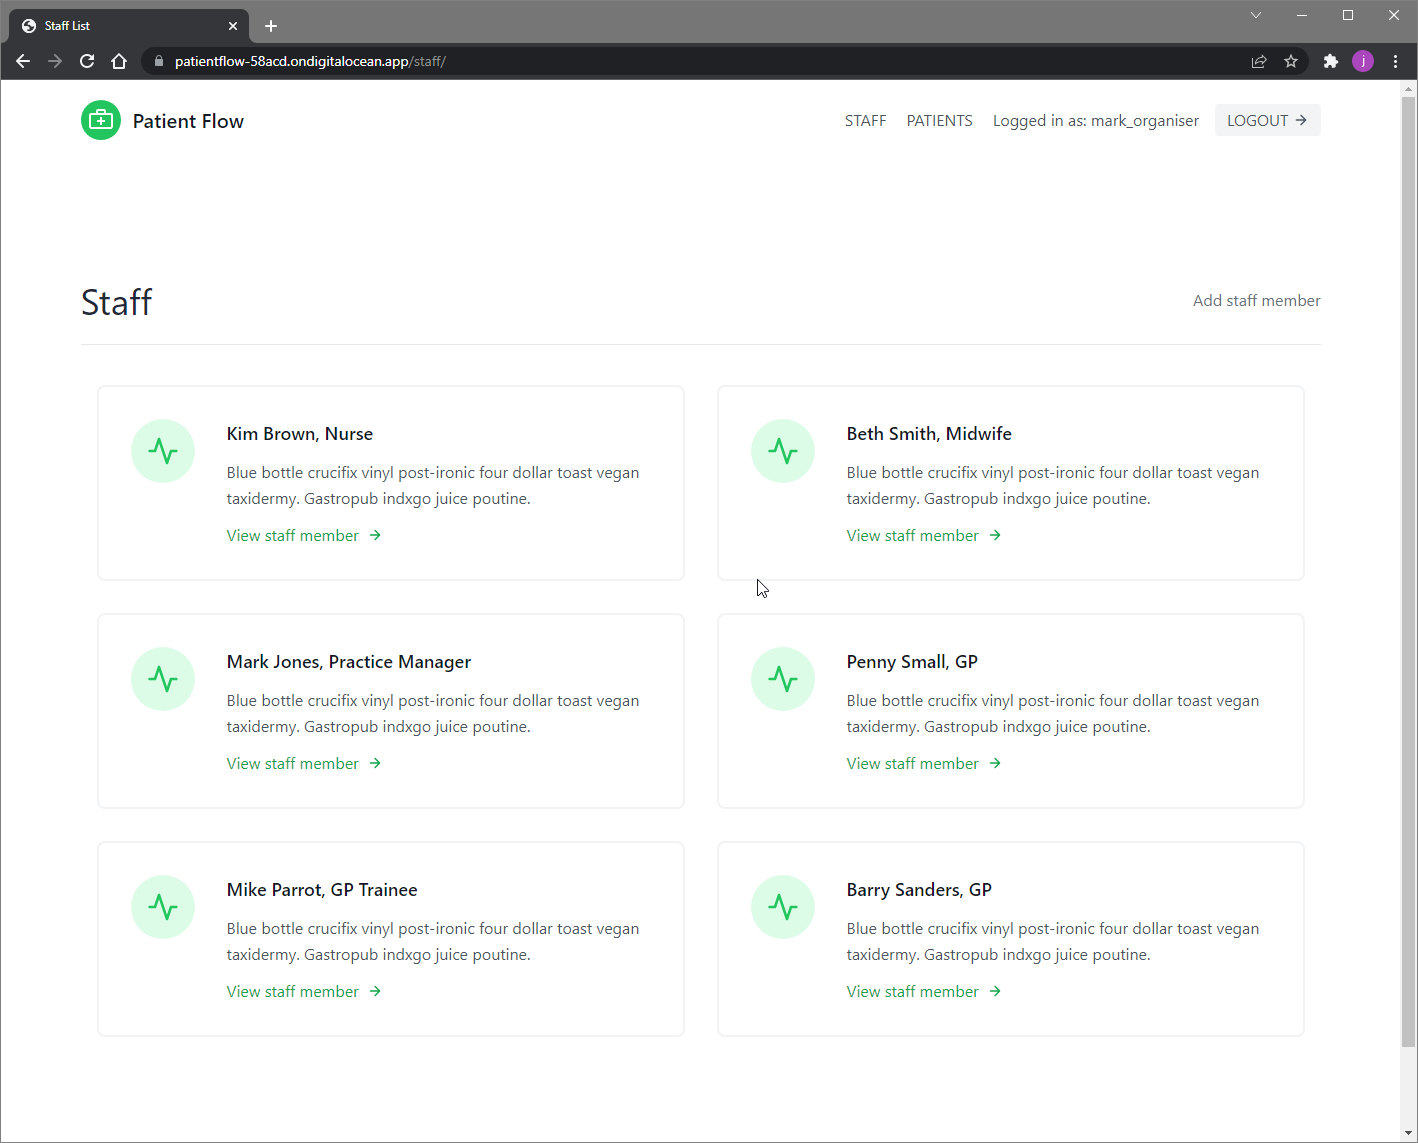 Staff List
patientflow-58acd.ondigitalocean.app/staff/
j
Patient Flow
STAFF PATIENTS Logged in as: mark_organiser LOGOUT →
Staff
Add staff member
Kim Brown, Nurse
Blue bottle crucifix vinyl post-ironic four dollar toast vegan
taxidermy. Gastropub indxgo juice poutine.
View staff member →
Beth Smith, Midwife
Blue bottle crucifix vinyl post-ironic four dollar toast vegan
taxidermy. Gastropub indxgo juice poutine.
View staff member →
Mark Jones, Practice Manager
Blue bottle crucifix vinyl post-ironic four dollar toast vegan
taxidermy. Gastropub indxgo juice poutine.
View staff member →
Penny Small, GP
Blue bottle crucifix vinyl post-ironic four dollar toast vegan
taxidermy. Gastropub indxgo juice poutine.
View staff member →
Mike Parrot, GP Trainee
Blue bottle crucifix vinyl post-ironic four dollar toast vegan
taxidermy. Gastropub indxgo juice poutine.
View staff member →
Barry Sanders, GP
Blue bottle crucifix vinyl post-ironic four dollar toast vegan
taxidermy. Gastropub indxgo juice poutine.
View staff member →